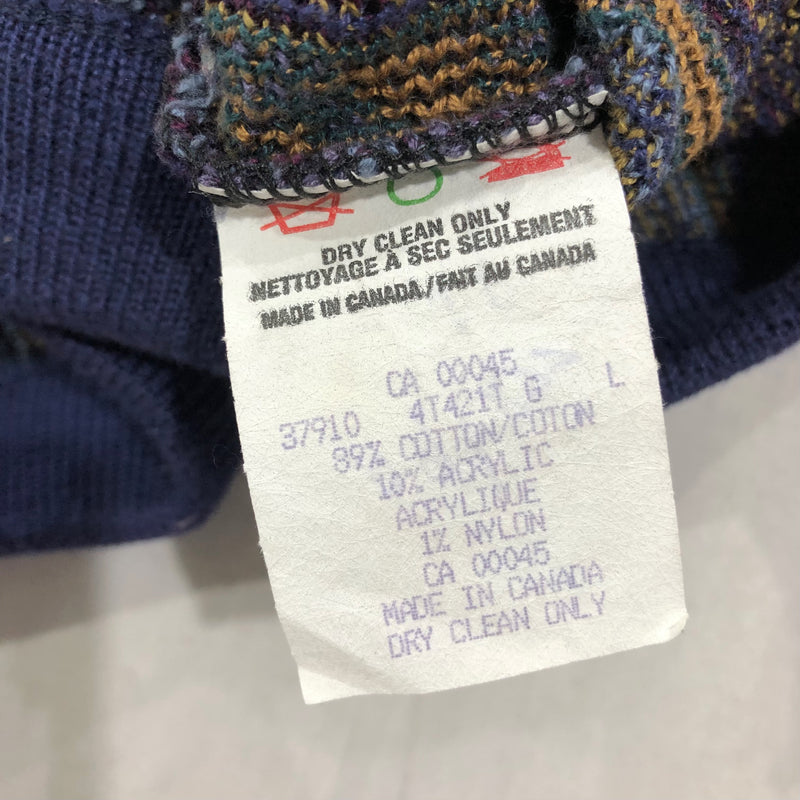 DRY CLEAN ONLY
NETTOYAGE À SEC SEULEMENT
MADE IN CANADA/FAIT AU CANADA
CA 00045
37910 4T421T G L
89% COTTON/COTON
10% ACRYLIC
ACRYLIQUE
1% NYLON
CA 00045
MADE IN CANADA
DRY CLEAN ONLY